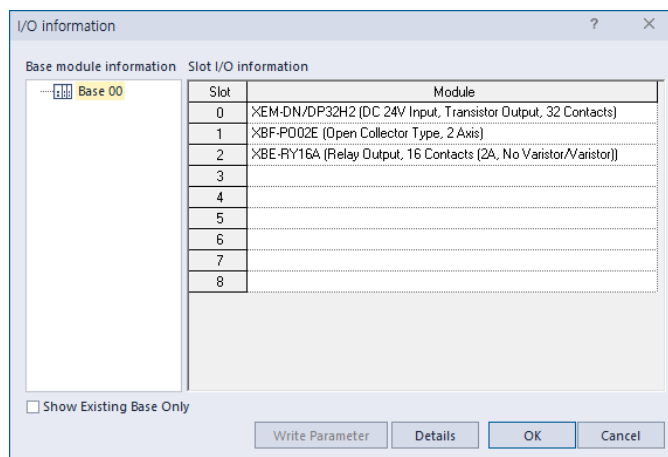 I/O information
?
Base module information
Slot I/O information
Base 00
Slot Module
0 XEM-DN/DP32H2 (DC 24V Input, Transistor Output, 32 Contacts)
1 XBF-PO02E (Open Collector Type, 2 Axis)
2 XBE-RY16A (Relay Output, 16 Contacts (2A, No Varistor/Varistor))
3
4
5
6
7
8
Show Existing Base Only
Write Parameter Details OK Cancel